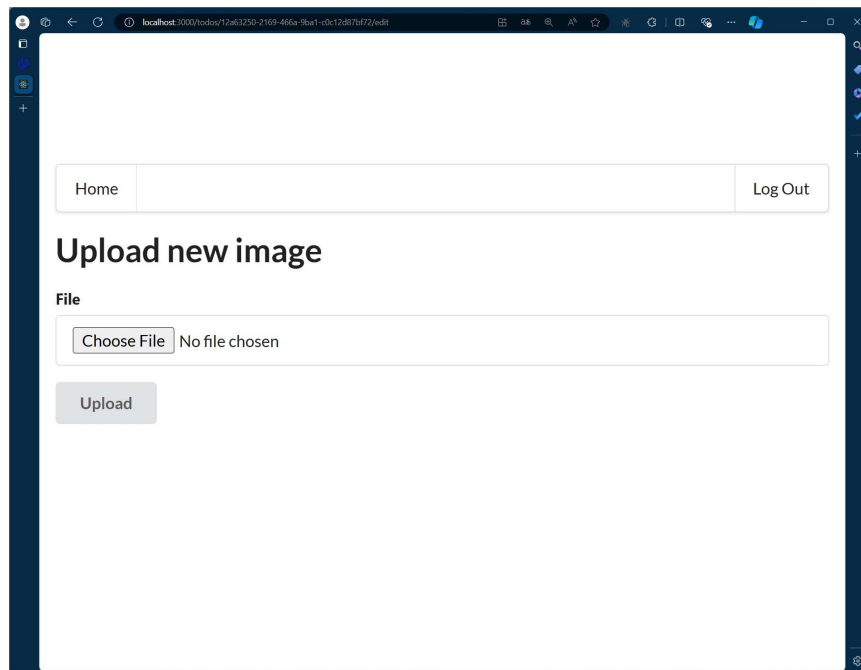 localhost:3000/todos/12a63250-2169-466a-9ba1-c0c12d87bf72/edit
Home
Log Out
Upload new image
File
Choose File No file chosen
Upload